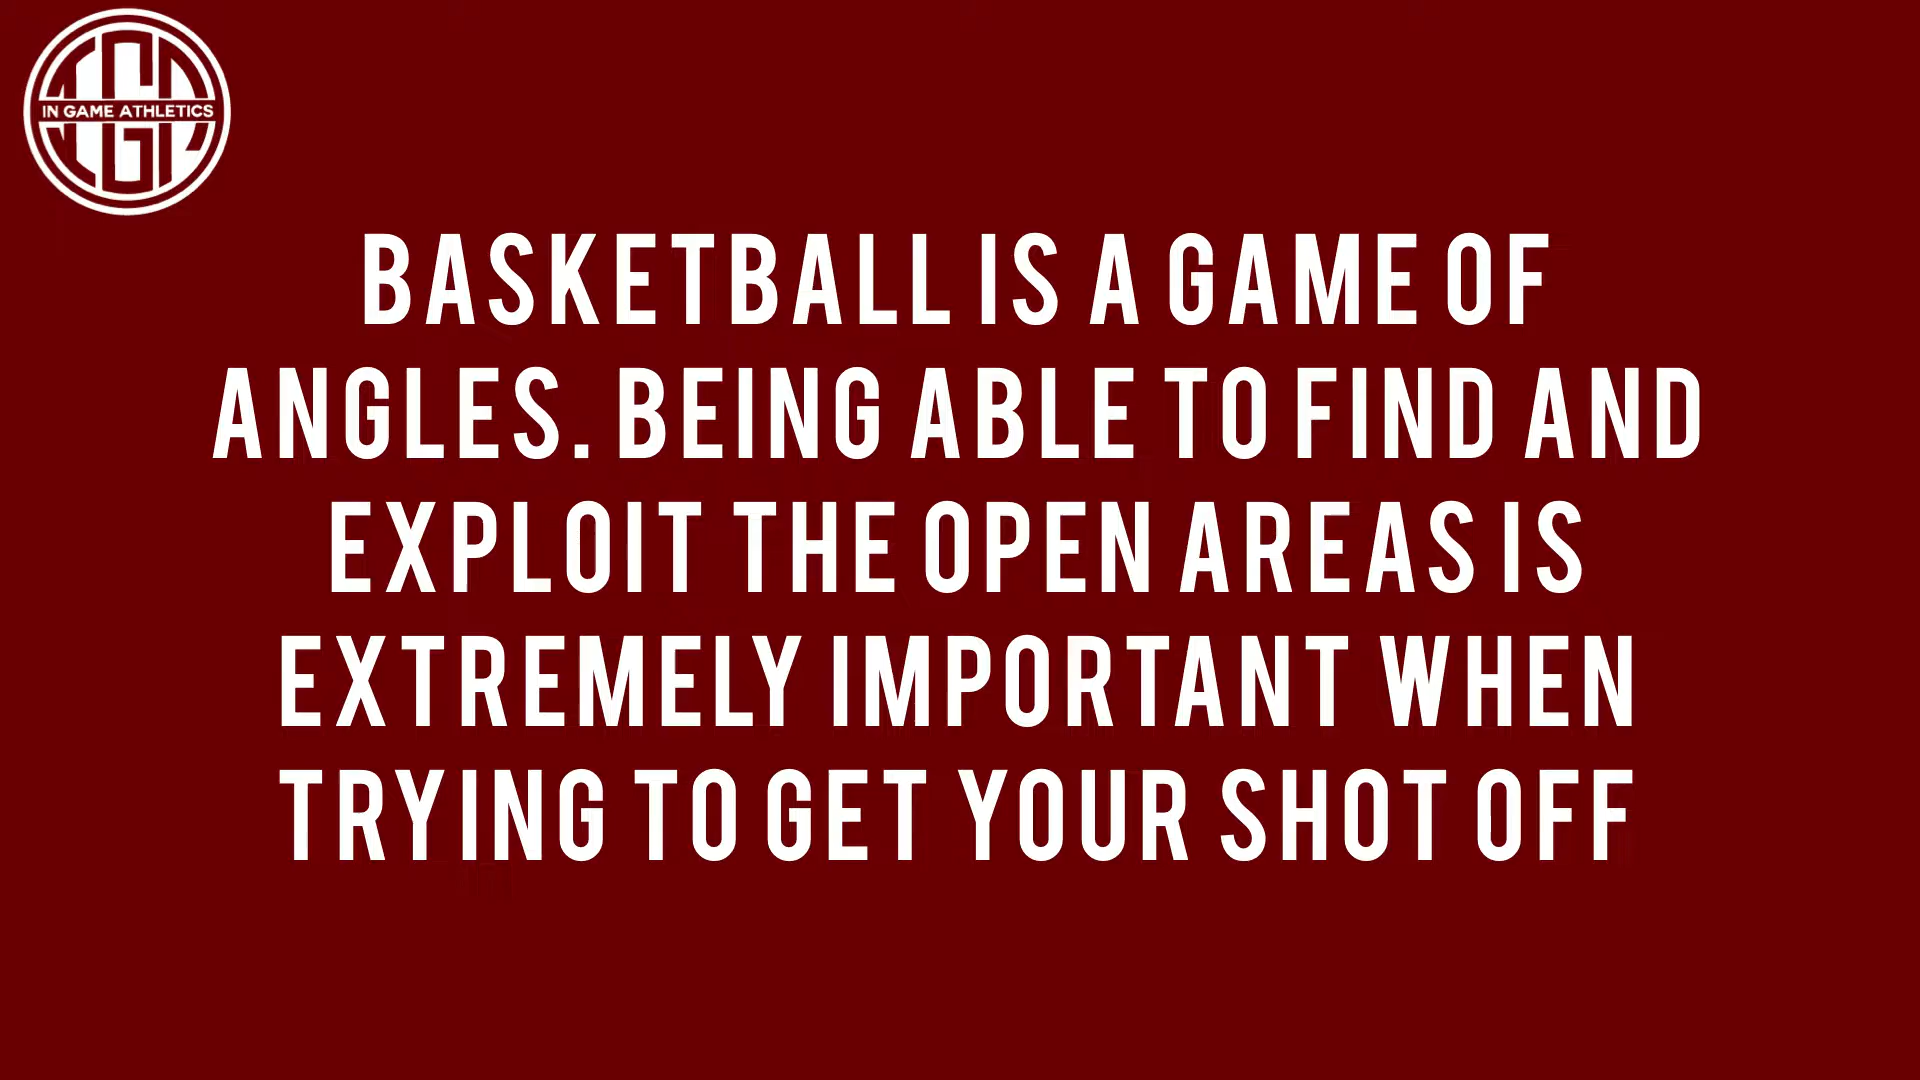 IN GAME ATHLETICS
BASKETBALL IS A GAME OF
ANGLES. BEING ABLE TO FIND AND
EXPLOIT THE OPEN AREAS IS
EXTREMELY IMPORTANT WHEN
TRYING TO GET YOUR SHOT OFF